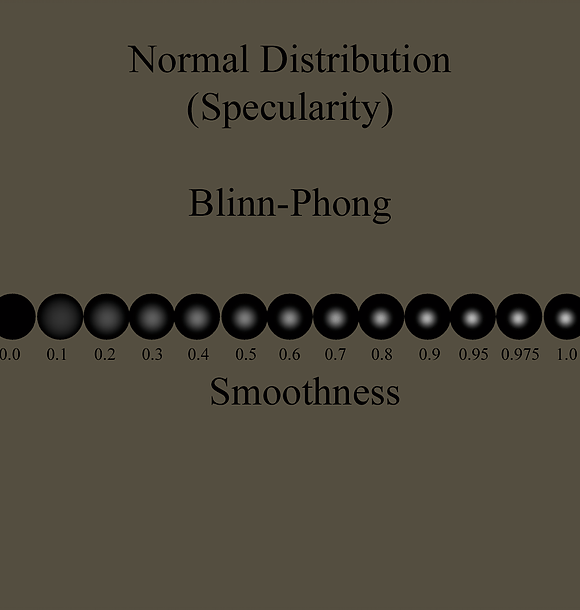 Normal Distribution
(Specularity)
Blinn-Phong
0.0 0.1 0.2 0.3 0.4 0.5 0.6 0.7 0.8 0.9 0.95 0.975 1.0
Smoothness